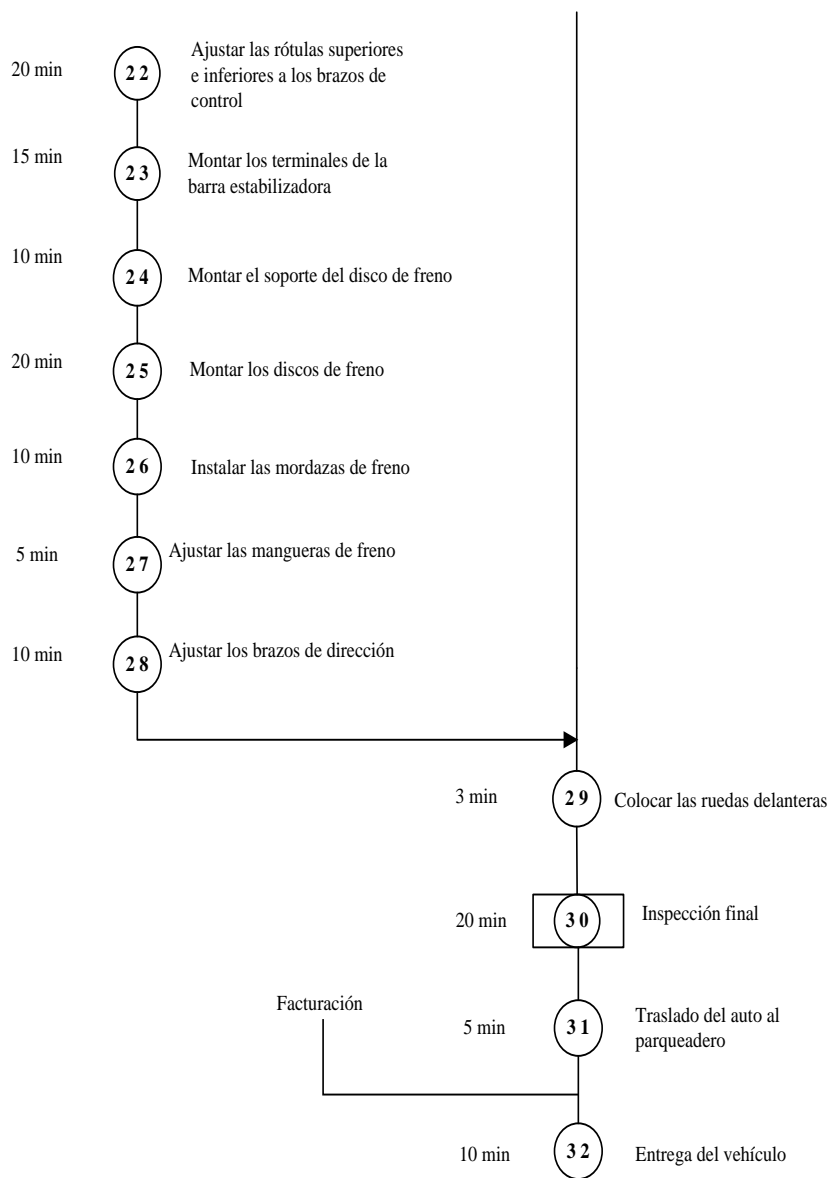 20 min
22
Ajustar las rótulas superiores
e inferiores a los brazos de
control
15 min
23
Montar los terminales de la
barra estabilizadora
10 min
24
Montar el soporte del disco de freno
20 min
25
Montar los discos de freno
10 min
26
Instalar las mordazas de freno
5 min
27
Ajustar las mangueras de freno
10 min
28
Ajustar los brazos de dirección
3 min
29
Colocar las ruedas delanteras
20 min
30
Inspección final
Facturación
5 min
31
Traslado del auto al
parqueadero
10 min
32
Entrega del vehículo